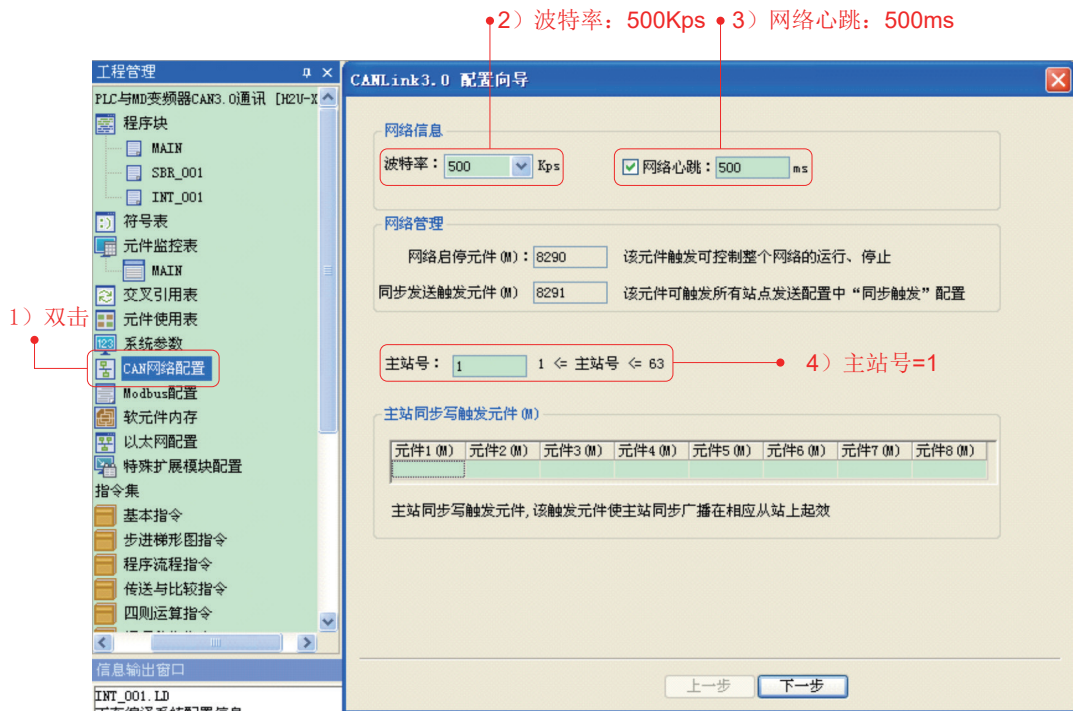 2）波特率：500Kps
3）网络心跳：500ms
工程管理
PLC与MD变频器CAN3.0通讯 [H2U-X
程序块
MAIN
SBR_001
INT_001
符号表
元件监控表
MAIN
交叉引用表
元件使用表
系统参数
1）双击
CAN网络配置
Modbus配置
软元件内存
以太网配置
特殊扩展模块配置
指令集
基本指令
步进梯形图指令
程序流程指令
传送与比较指令
四则运算指令
信息输出窗口
INT_001.LD
CANLink3.0 配置向导
网络信息
波特率：500 Kps
网络心跳：500 ms
网络管理
网络启停元件(M)：8290 该元件触发可控制整个网络的运行、停止
同步发送触发元件(M) 8291 该元件可触发所有站点发送配置中“同步触发”配置
主站号：1 1 <= 主站号 <= 63
4）主站号=1
主站同步写触发元件(M)
元件1(M) 元件2(M) 元件3(M) 元件4(M) 元件5(M) 元件6(M) 元件7(M) 元件8(M)
主站同步写触发元件,该触发元件使主站同步广播在相应从站上起效
上一步 下一步